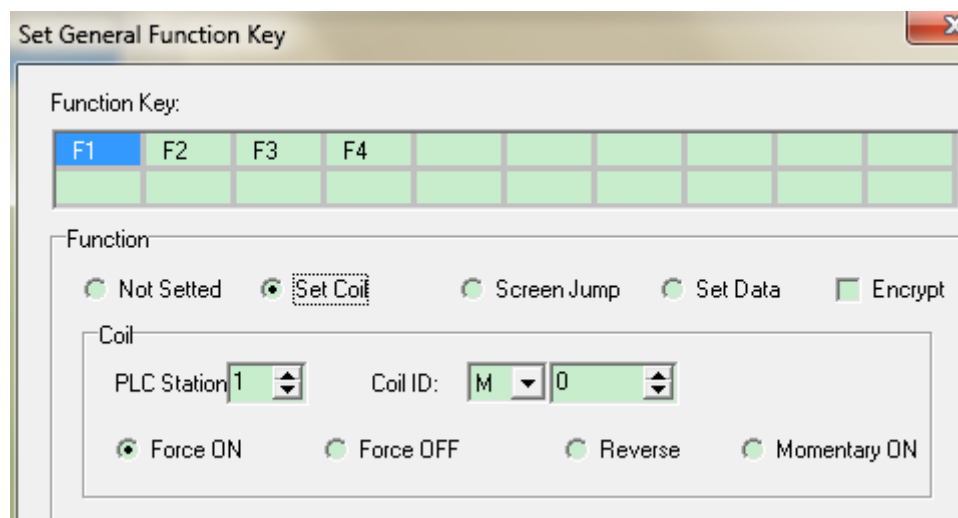 Set General Function Key
Function Key:
F1 F2 F3 F4
Function
Not Setted Set Coil Screen Jump Set Data Encrypt
Coil
PLC Station 1 Coil ID: M 0
Force ON Force OFF Reverse Momentary ON